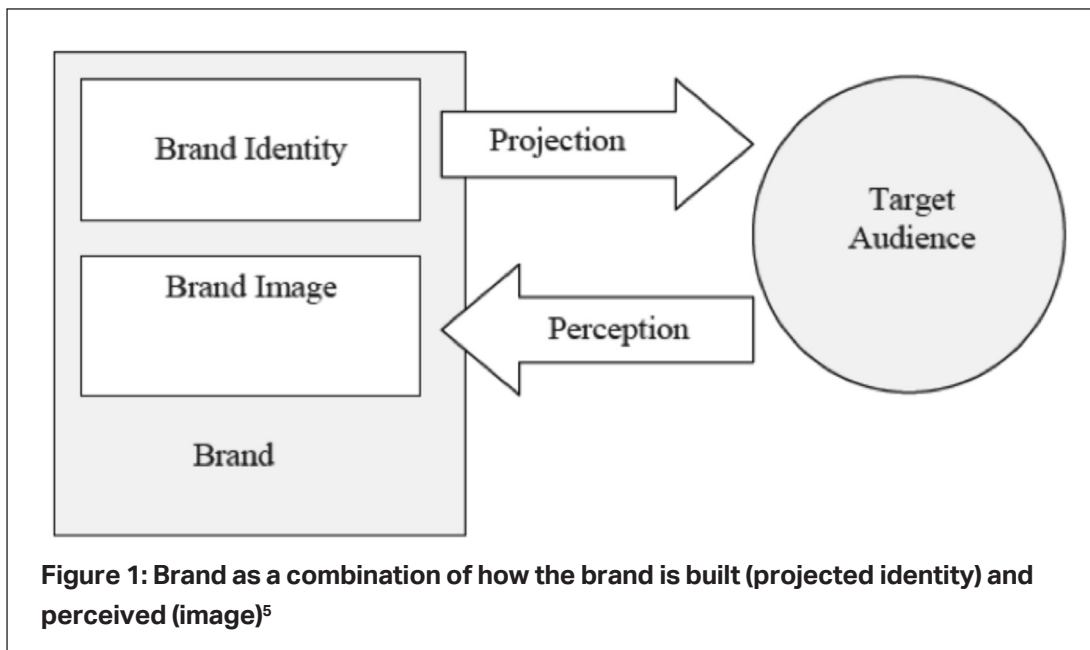 Brand Identity
Projection
Target
Audience
Brand Image
Perception
Brand
Figure 1: Brand as a combination of how the brand is built (projected identity) and
perceived (image)⁵